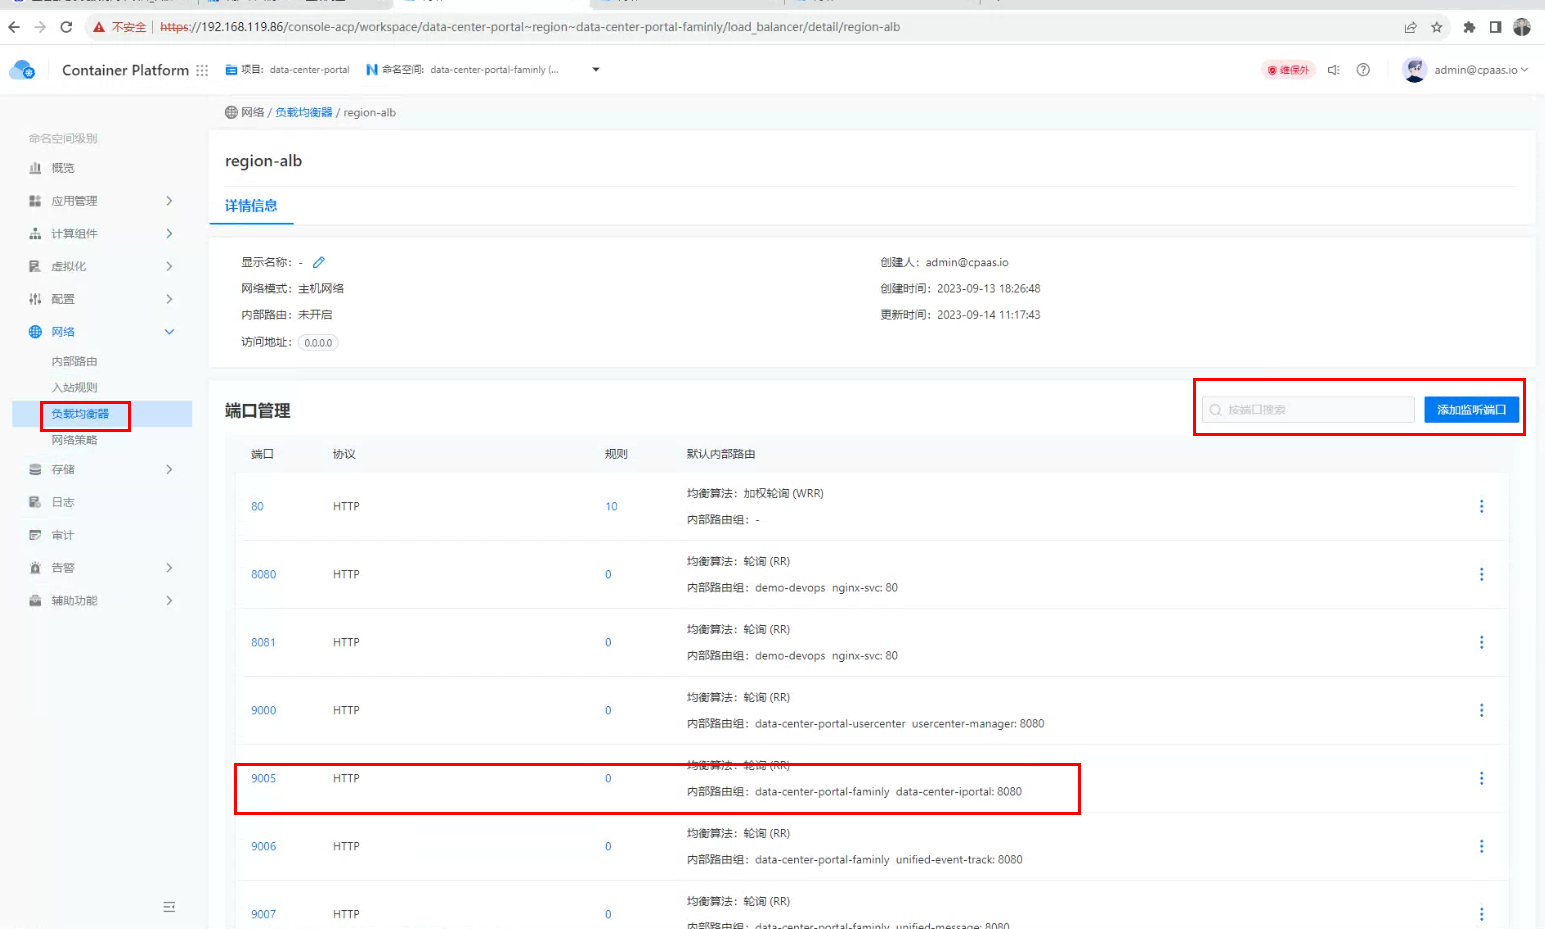 不安全 https://192.168.119.86/console-acp/workspace/data-center-portal~region~data-center-portal-faminly/load_balancer/detail/region-alb
Container Platform 项目: data-center-portal 命名空间: data-center-portal-faminly (... 维保外 admin@cpaas.io
网络 / 负载均衡器 / region-alb
命名空间级别
概览
应用管理
计算组件
虚拟化
配置
网络
内部路由
入站规则
负载均衡器
网络策略
存储
日志
审计
告警
辅助功能
region-alb
详情信息
显示名称: - 创建人: admin@cpaas.io
网络模式: 主机网络 创建时间: 2023-09-13 18:26:48
内部路由: 未开启 更新时间: 2023-09-14 11:17:43
访问地址: 0.0.0.0
端口管理 按端口搜索 添加监听端口
端口 协议 规则 默认内部路由
80 HTTP 10 均衡算法: 加权轮询 (WRR)
内部路由组: -
8080 HTTP 0 均衡算法: 轮询 (RR)
内部路由组: demo-devops nginx-svc: 80
8081 HTTP 0 均衡算法: 轮询 (RR)
内部路由组: demo-devops nginx-svc: 80
9000 HTTP 0 均衡算法: 轮询 (RR)
内部路由组: data-center-portal-usercenter usercenter-manager: 8080
9005 HTTP 0 均衡算法: 轮询 (RR)
内部路由组: data-center-portal-faminly data-center-iportal: 8080
9006 HTTP 0 均衡算法: 轮询 (RR)
内部路由组: data-center-portal-faminly unified-event-track: 8080
9007 HTTP 0 均衡算法: 轮询 (RR)
内部路由组: data-center-portal-faminly unified-message: 8080